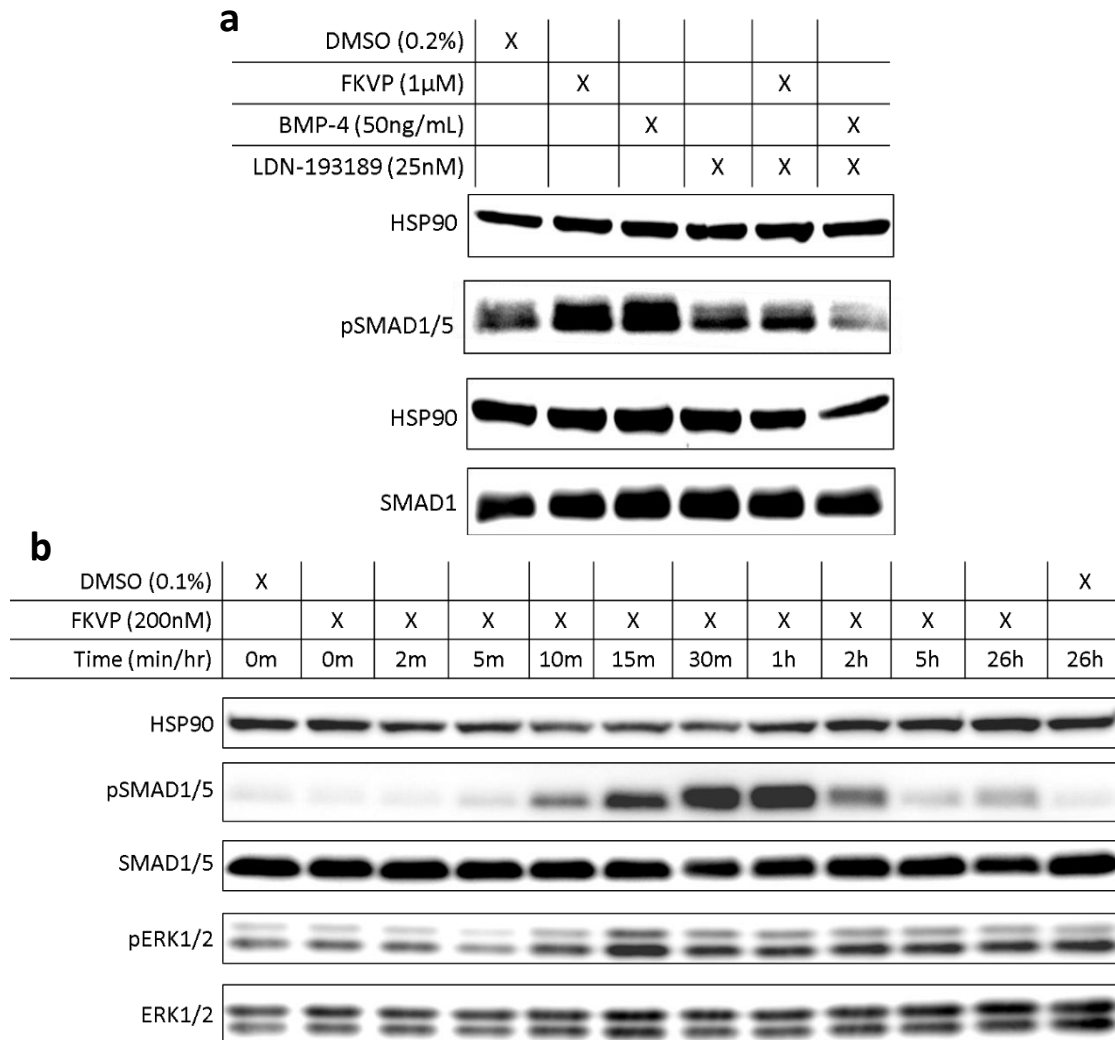 a
DMSO (0.2%) X
FKVP (1µM) X X
BMP-4 (50ng/mL) X X
LDN-193189 (25nM) X X X
HSP90
pSMAD1/5
HSP90
SMAD1
b
DMSO (0.1%) X X
FKVP (200nM) X X X X X X X X X X
Time (min/hr) 0m 0m 2m 5m 10m 15m 30m 1h 2h 5h 26h 26h
HSP90
pSMAD1/5
SMAD1/5
pERK1/2
ERK1/2